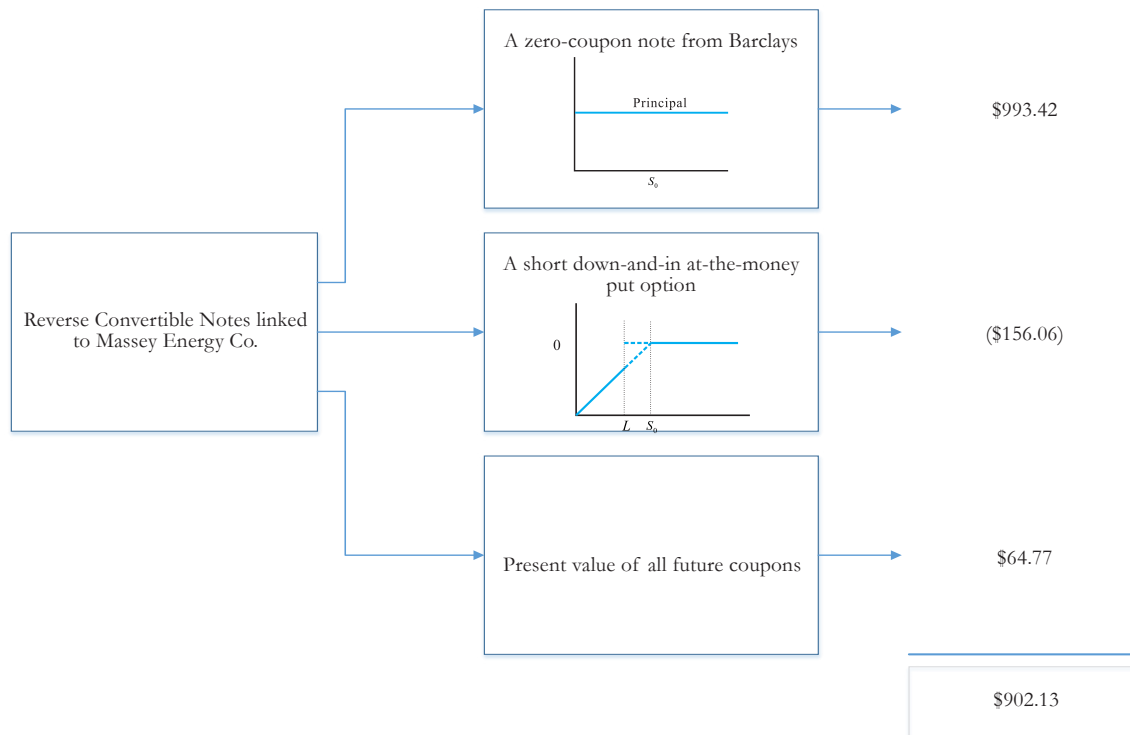 A zero-coupon note from Barclays
Principal
S₀
$993.42
Reverse Convertible Notes linked
to Massey Energy Co.
A short down-and-in at-the-money
put option
0
L S₀
($156.06)
Present value of all future coupons
$64.77
$902.13